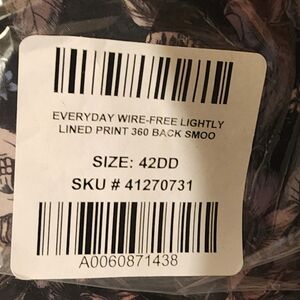 EVERYDAY WIRE-FREE LIGHTLY
LINED PRINT 360 BACK SMOO
SIZE: 42DD
SKU # 41270731
A0060871438